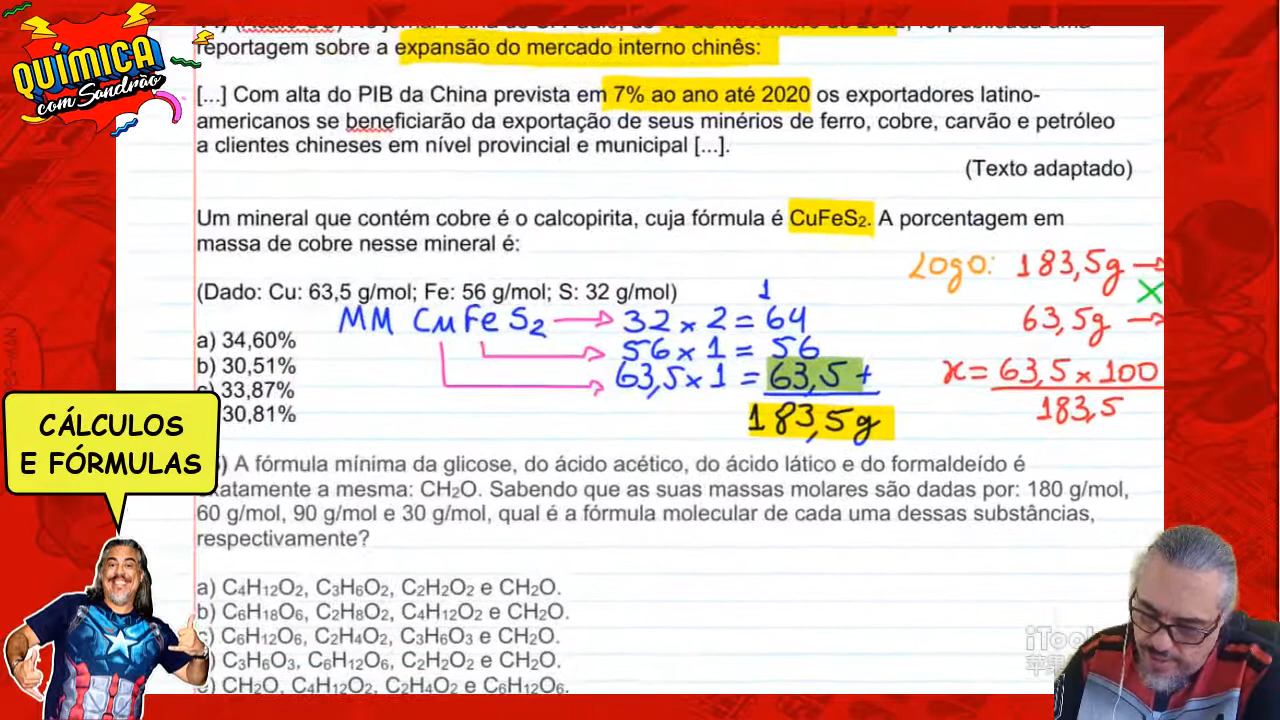 QUÍMICA
com Sandrão
reportagem sobre a expansão do mercado interno chinês:
[...] Com alta do PIB da China prevista em 7% ao ano até 2020 os exportadores latino-
americanos se beneficiarão da exportação de seus minérios de ferro, cobre, carvão e petróleo
a clientes chineses em nível provincial e municipal [...].
(Texto adaptado)
Um mineral que contém cobre é o calcopirita, cuja fórmula é CuFeS₂. A porcentagem em
massa de cobre nesse mineral é:
(Dado: Cu: 63,5 g/mol; Fe: 56 g/mol; S: 32 g/mol)
a) 34,60%
b) 30,51%
c) 33,87%
30,81%
MM CuFeS₂ → 32 x 2 = 64
1
56 x 1 = 56
63,5 x 1 = 63,5 +
183,5g
Logo: 183,5g →
X
63,5g →
x = 63,5 x 100
183,5
CÁLCULOS
E FÓRMULAS
) A fórmula mínima da glicose, do ácido acético, do ácido lático e do formaldeído é
exatamente a mesma: CH₂O. Sabendo que as suas massas molares são dadas por: 180 g/mol,
60 g/mol, 90 g/mol e 30 g/mol, qual é a fórmula molecular de cada uma dessas substâncias,
respectivamente?
a) C₄H₁₂O₂, C₃H₆O₂, C₂H₂O₂ e CH₂O.
b) C₆H₁₈O₆, C₂H₈O₂, C₄H₁₂O₂ e CH₂O.
c) C₆H₁₂O₆, C₂H₄O₂, C₃H₆O₃ e CH₂O.
) C₃H₆O₃, C₆H₁₂O₆, C₂H₂O₂ e CH₂O.
e) CH₂O, C₄H₁₂O₂, C₂H₄O₂ e C₆H₁₂O₆.
iTool